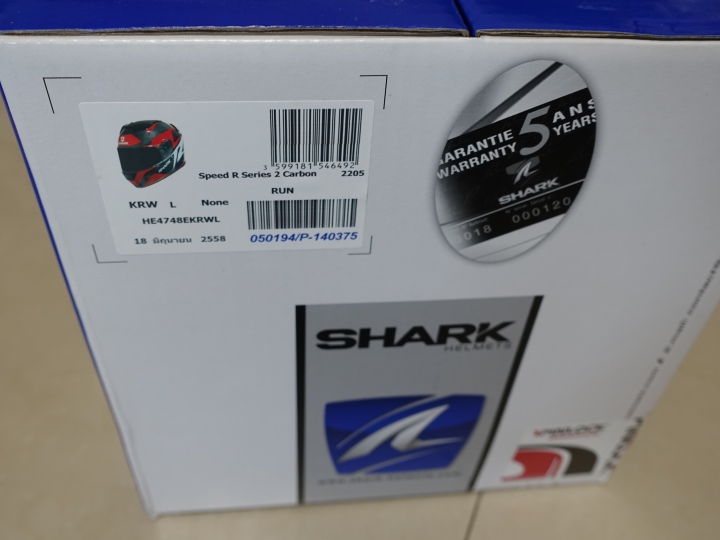 3 599181 546492
Speed R Series 2 Carbon 2205
RUN
KRW L None
HE4748EKRWL
18 มิถุนายน 2558 050194/P-140375
ARANTIE 5 ANS
WARRANTY YEARS
SHARK
018 000120
SHARK
HELMETS